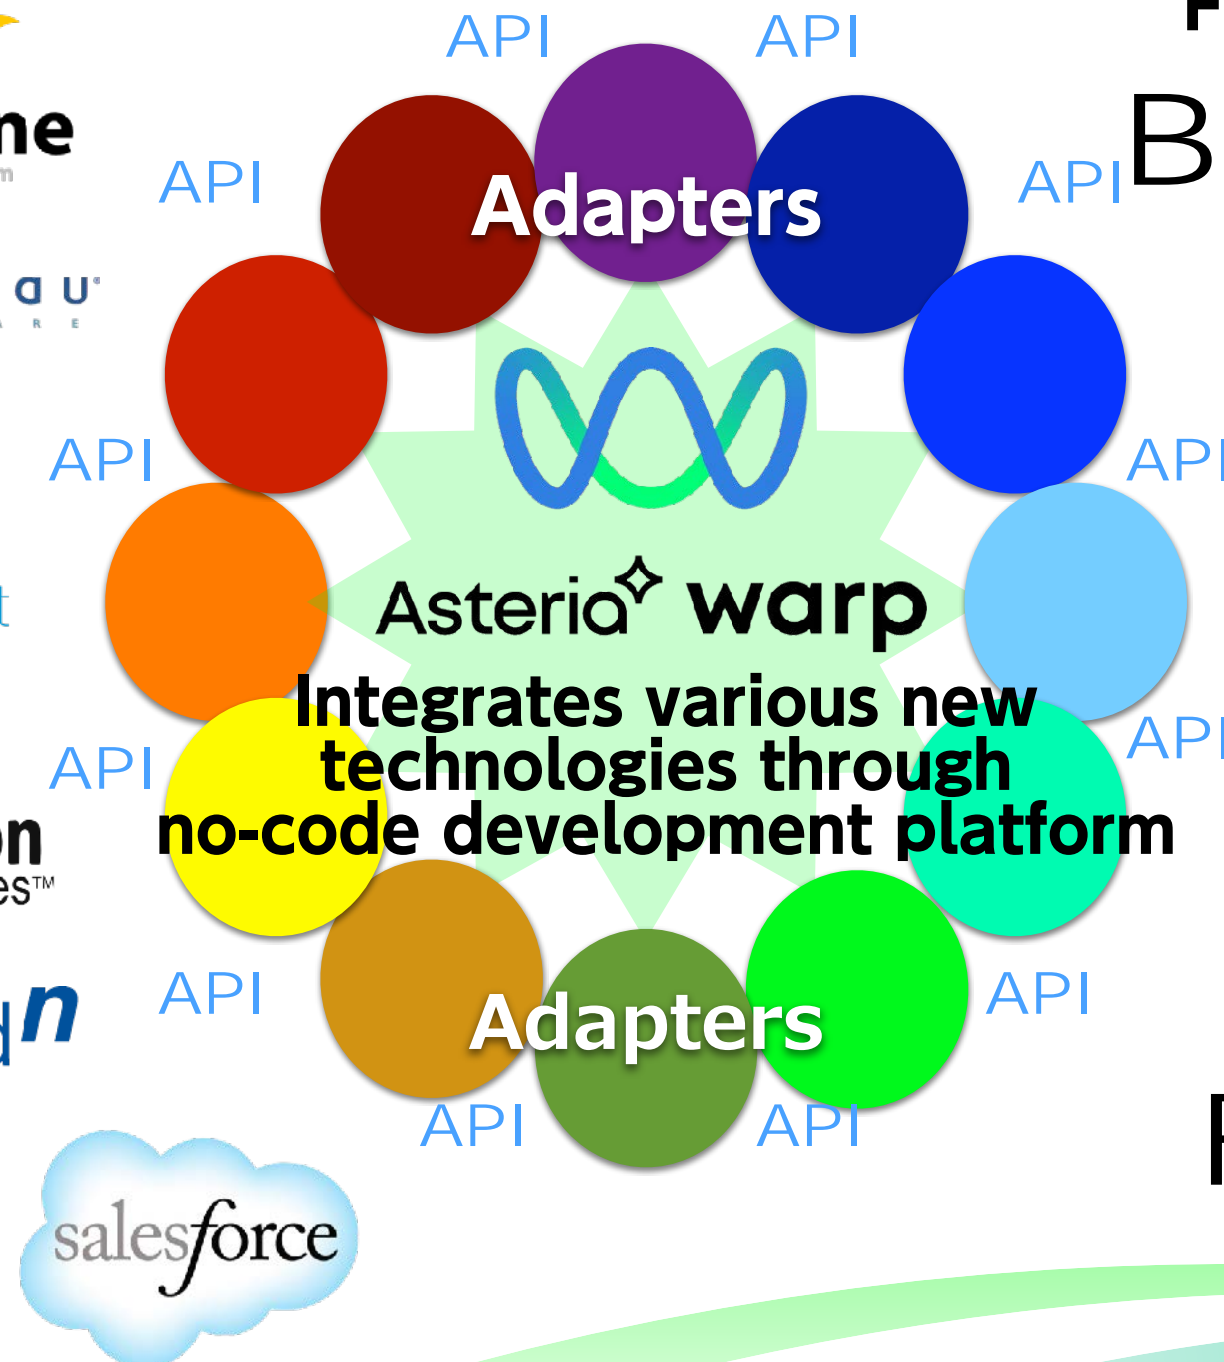 API API
API API
B
Adapters
API API
Asteria warp
Integrates various new
technologies through
no-code development platform
API API
API API
Adapters
API API
salesforce